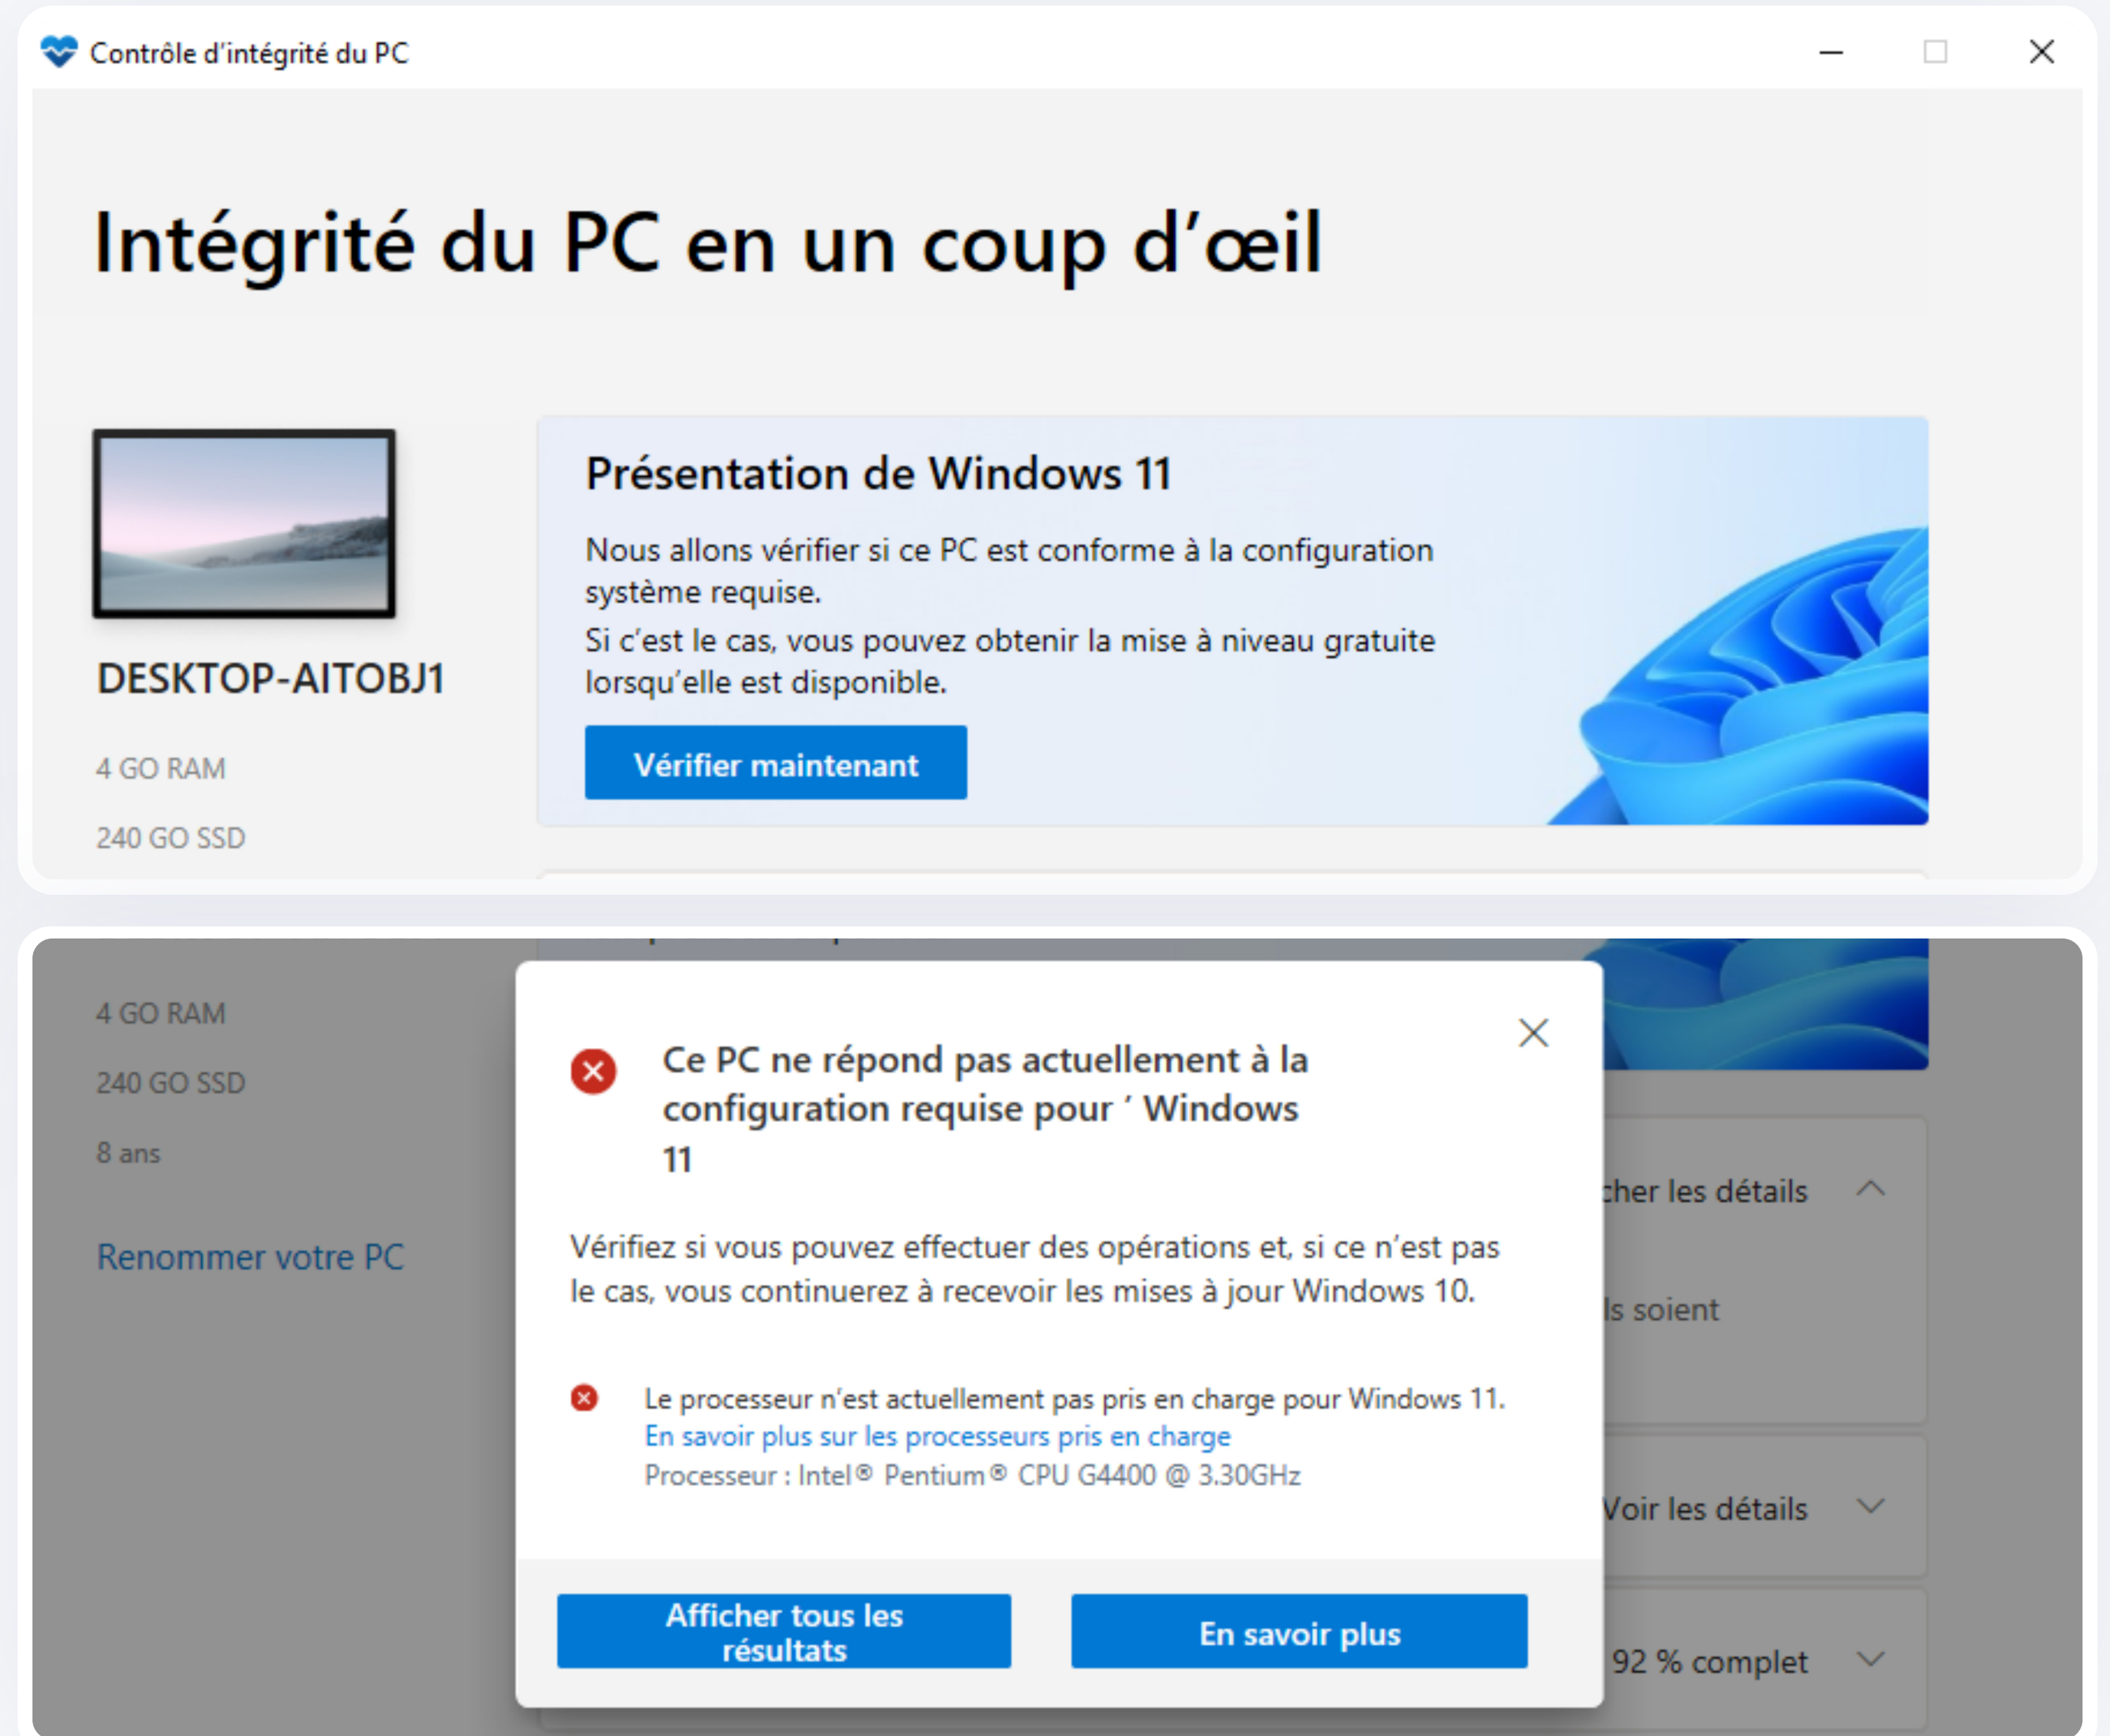 Contrôle d’intégrité du PC
Intégrité du PC en un coup d’œil
Présentation de Windows 11
Nous allons vérifier si ce PC est conforme à la configuration
système requise.
Si c’est le cas, vous pouvez obtenir la mise à niveau gratuite
lorsqu’elle est disponible.
Vérifier maintenant
DESKTOP-AITOBJ1
4 GO RAM
240 GO SSD
4 GO RAM
240 GO SSD
8 ans
Renommer votre PC
Ce PC ne répond pas actuellement à la
configuration requise pour ‘ Windows
11
Vérifiez si vous pouvez effectuer des opérations et, si ce n’est pas
le cas, vous continuerez à recevoir les mises à jour Windows 10.
Le processeur n’est actuellement pas pris en charge pour Windows 11.
En savoir plus sur les processeurs pris en charge
Processeur : Intel® Pentium® CPU G4400 @ 3.30GHz
Afficher tous les
résultats
En savoir plus
les détails
soient
Voir les détails
92 % complet